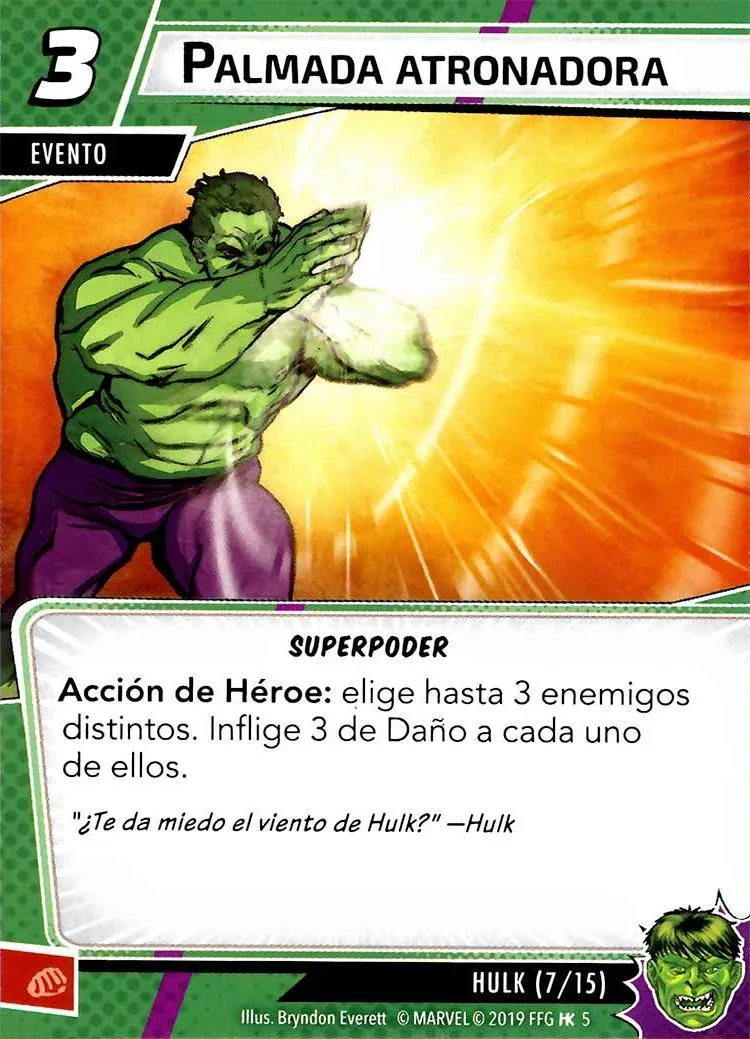 3
PALMADA ATRONADORA
EVENTO
SUPERPODER
Acción de Héroe: elige hasta 3 enemigos
distintos. Inflige 3 de Daño a cada uno
de ellos.
"¿Te da miedo el viento de Hulk?" —Hulk
HULK (7/15)
Illus. Bryndon Everett © MARVEL © 2019 FFG HK 5